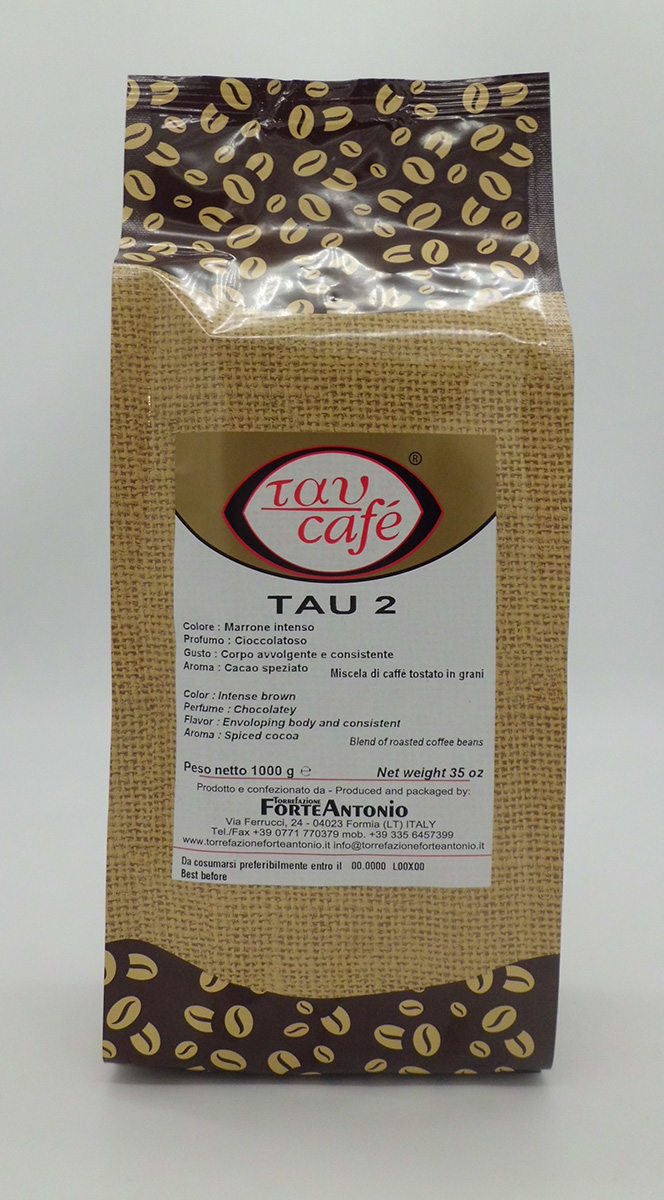 ταυ
café
®
TAU 2
Colore : Marrone intenso
Profumo : Cioccolatoso
Gusto : Corpo avvolgente e consistente
Aroma : Cacao speziato
Miscela di caffè tostato in grani
Color : Intense brown
Perfume : Chocolatey
Flavor : Envoloping body and consistent
Aroma : Spiced cocoa
Blend of roasted coffee beans
Peso netto 1000 g ℮ Net weight 35 oz
Prodotto e confezionato da - Produced and packaged by:
TORREFAZIONE
FORTEANTONIO
Via Ferrucci, 24 - 04023 Formia (LT) ITALY
Tel./Fax +39 0771 770379 mob. +39 335 6457399
www.torrefazioneforteantonio.it info@torrefazioneforteantonio.it
Da cosumarsi preferibilmente entro il 00.0000 L00X00
Best before